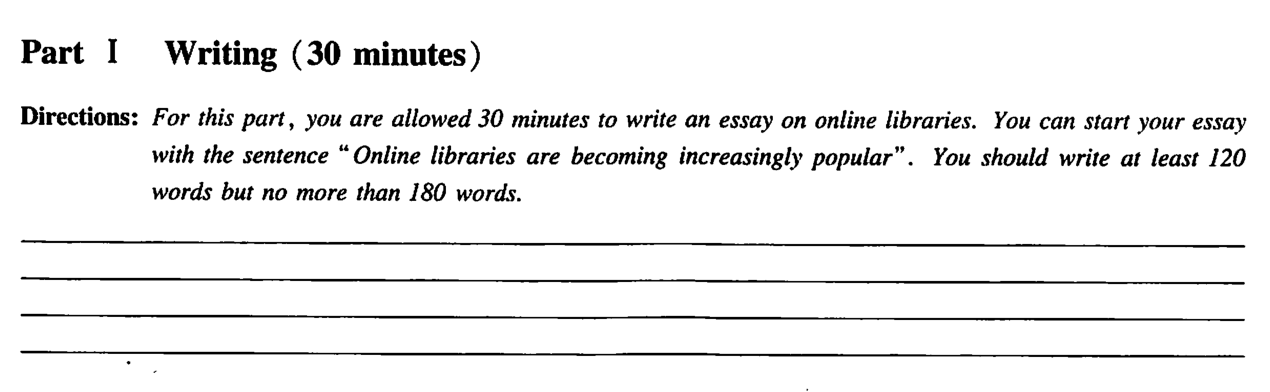 Part I Writing (30 minutes)
Directions: For this part, you are allowed 30 minutes to write an essay on online libraries. You can start your essay
with the sentence “Online libraries are becoming increasingly popular”. You should write at least 120
words but no more than 180 words.